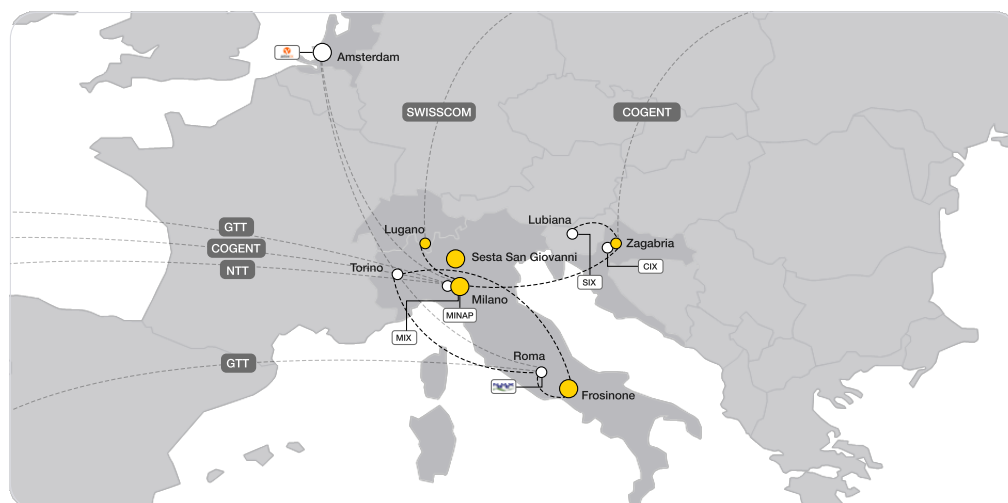 Amsterdam
SWISSCOM
COGENT
Lubiana
GTT
Lugano
Zagabria
COGENT
Sesta San Giovanni
CIX
NTT
Torino
SIX
Milano
MINAP
MIX
Roma
GTT
Frosinone